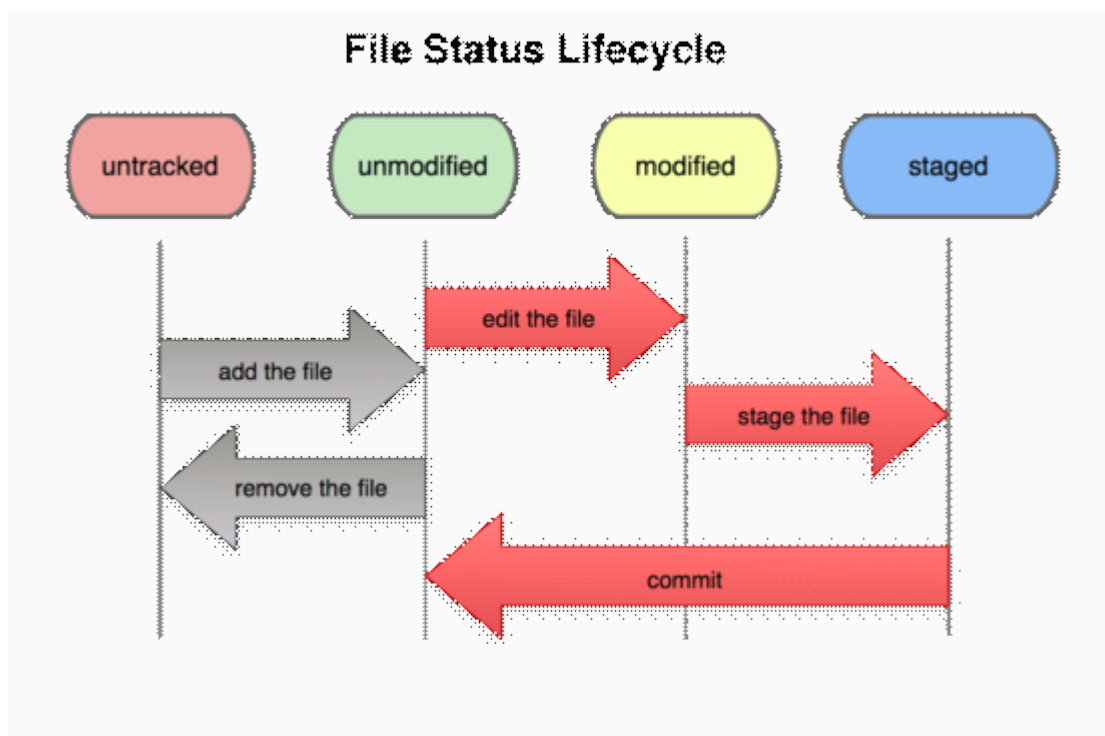 File Status Lifecycle
untracked
unmodified
modified
staged
edit the file
add the file
stage the file
remove the file
commit